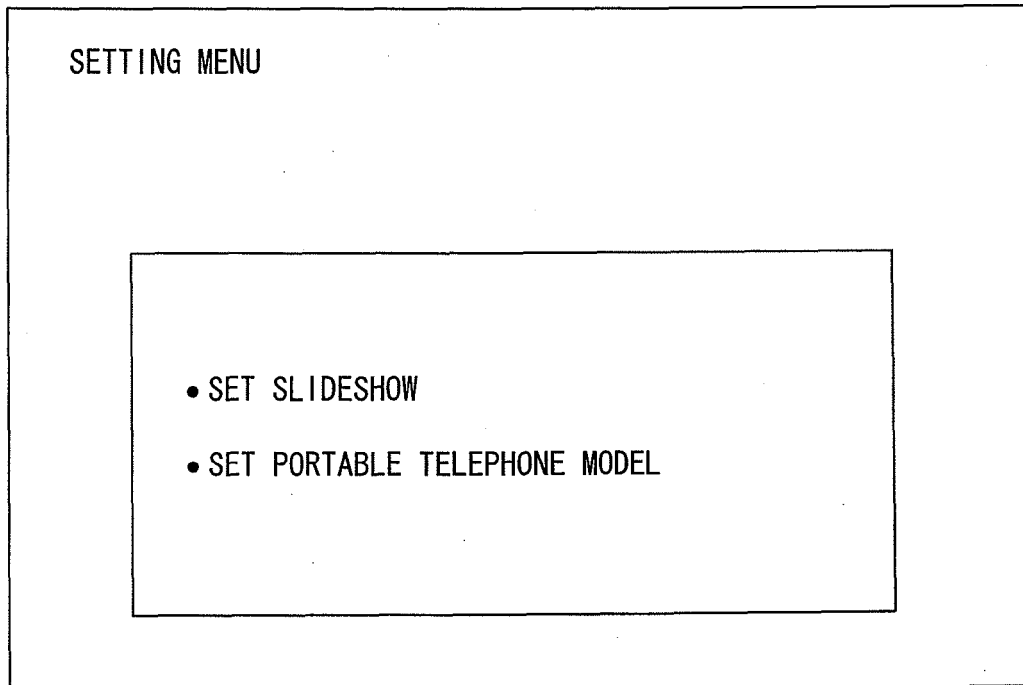 SETTING MENU
• SET SLIDESHOW
• SET PORTABLE TELEPHONE MODEL